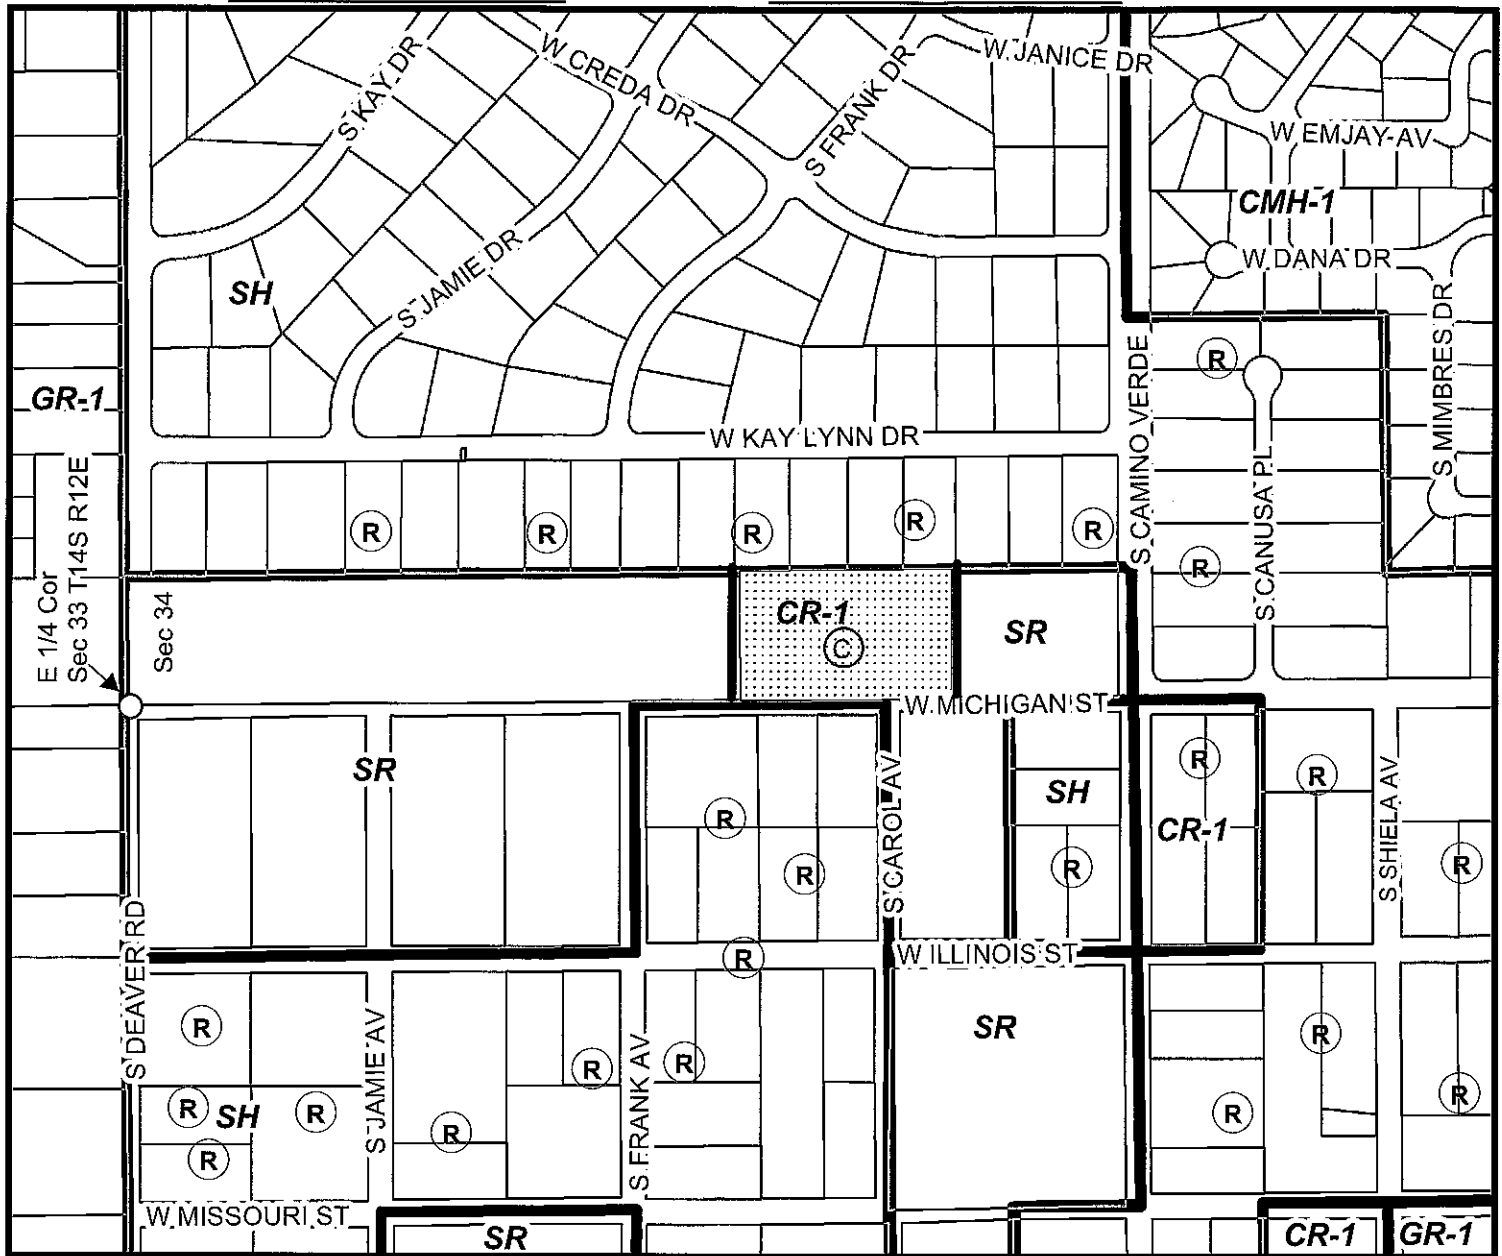 W JANICE DR
W CREDA DR
S KAY DR
S FRANK DR
W EMJAY AV
CMH-1
W DANA DR
S JAMIE DR
SH
S MIMBRES DR
R
GR-1
S CAMINO VERDE
W KAY LYNN DR
S CANUSA PL
R
R
R
R
R
R
E 1/4 Cor
Sec 33 T14S R12E
Sec 34
CR-1
C
SR
W MICHIGAN ST
SR
R
R
SH
S SHIELA AV
R
CR-1
S CAROL AV
R
R
R
S DEAVER RD
R
W ILLINOIS ST
R
SR
R
S JAMIE AV
R
S FRANK AV
R
R
R
SH
R
R
R
R
W MISSOURI ST
SR
CR-1
GR-1